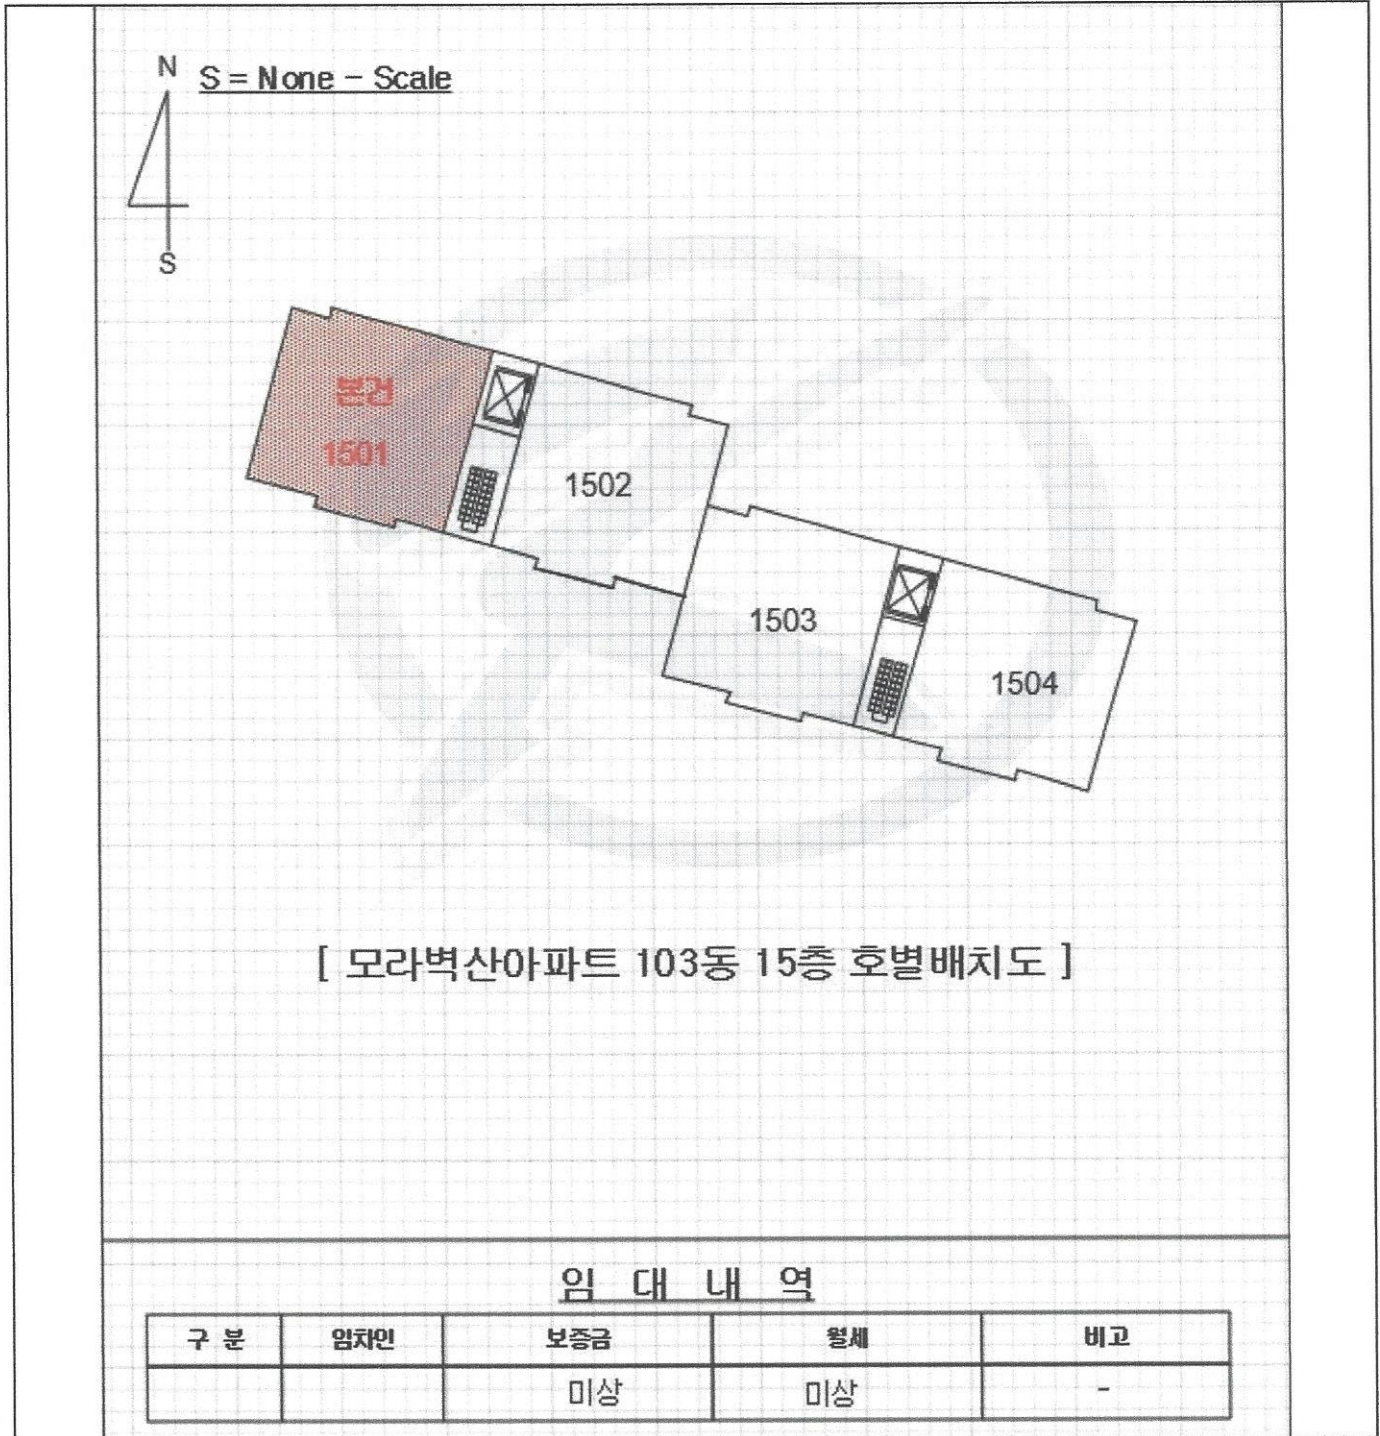 N
S = None - Scale
S
본건
1501
1502
1503
1504
[ 모라벽산아파트 103동 15층 호별배치도 ]
임 대 내 역
구 분 임차인 보증금 월세 비고
미상 미상 -